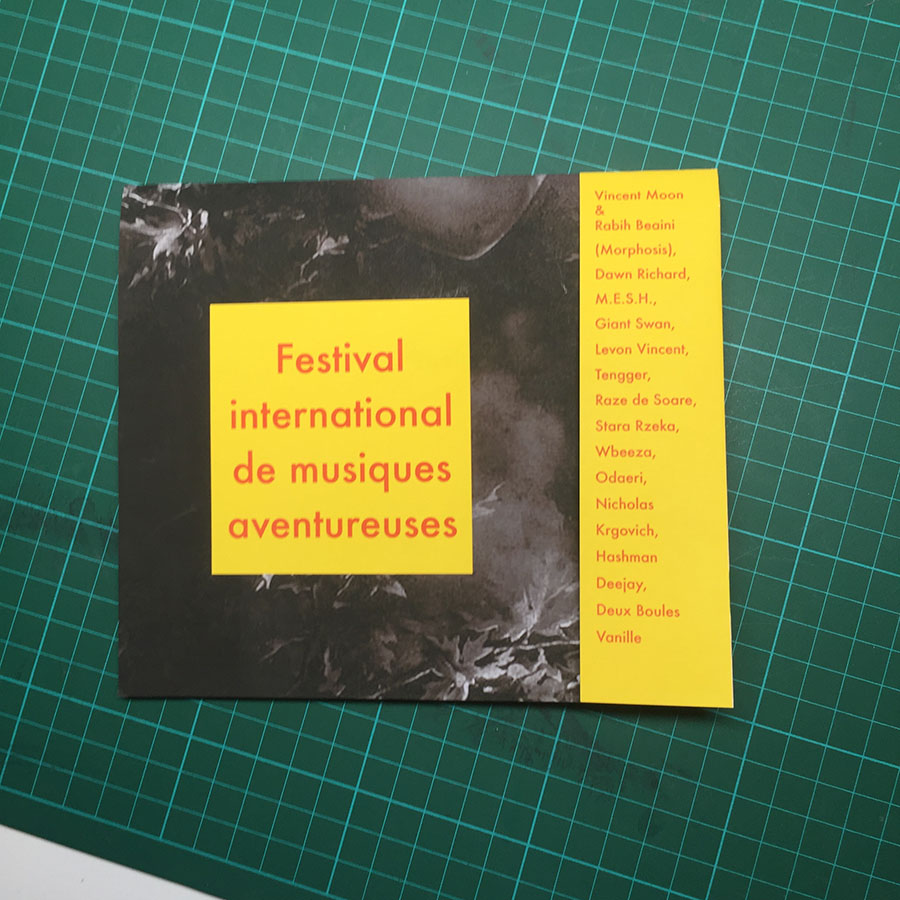 Festival
international
de musiques
aventureuses
Vincent Moon
&
Rabih Beaini
(Morphosis),
Dawn Richard,
M.E.S.H.,
Giant Swan,
Levon Vincent,
Tengger,
Raze de Soare,
Stara Rzeka,
Wbeeza,
Odaeri,
Nicholas
Krgovich,
Hashman
Deejay,
Deux Boules
Vanille